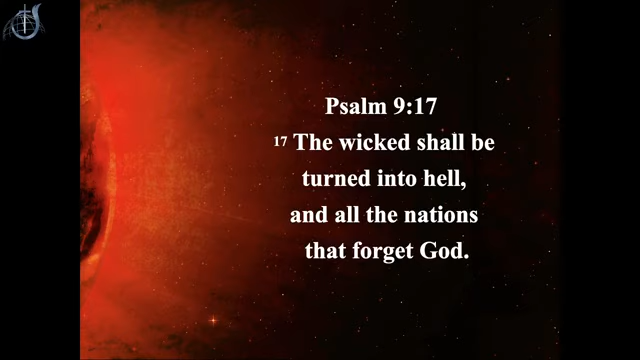 Psalm 9:17
17 The wicked shall be
turned into hell,
and all the nations
that forget God.